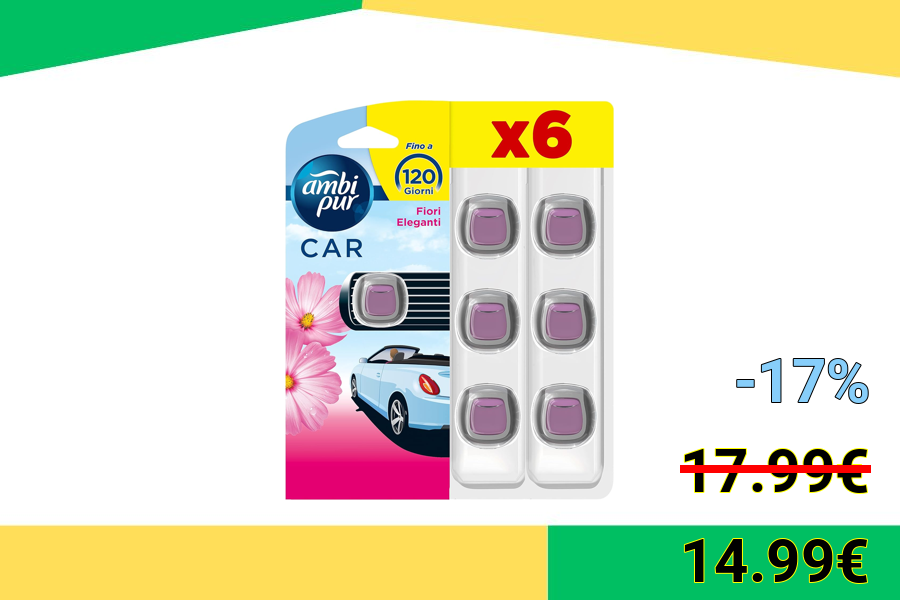 x6
Fino a
120
Giorni
ambi
pur
Fiori
Eleganti
CAR
-17%
17.99€
14.99€